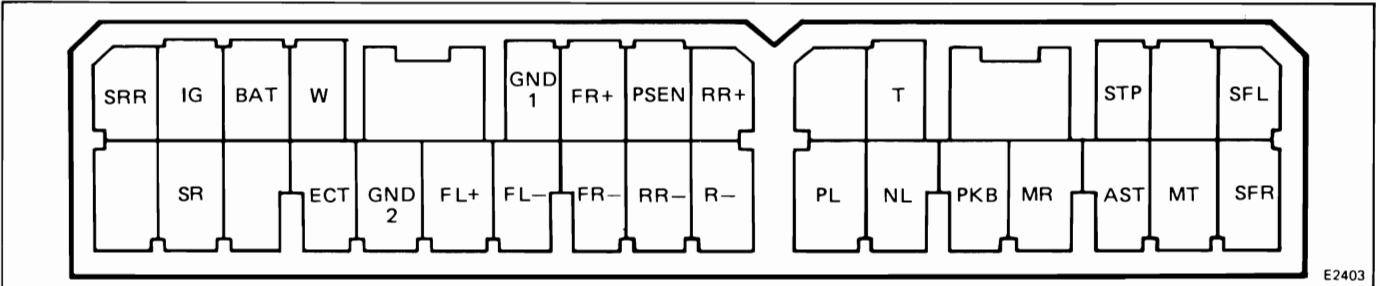 SRR IG BAT W GND 1 FR+ PSEN RR+ T STP SFL
SR ECT GND 2 FL+ FL− FR− RR− R− PL NL PKB MR AST MT SFR
E2403